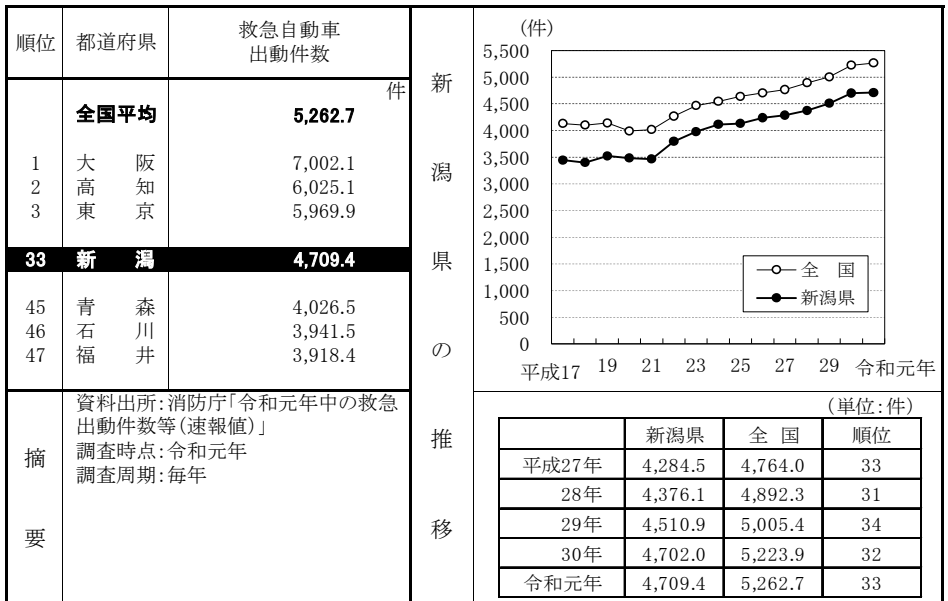 順位 都道府県 救急自動車
出動件数
件
全国平均 5,262.7
1 大 阪 7,002.1
2 高 知 6,025.1
3 東 京 5,969.9
33 新 潟 4,709.4
45 青 森 4,026.5
46 石 川 3,941.5
47 福 井 3,918.4
摘要
資料出所：消防庁「令和元年中の救急
出動件数等（速報値）」
調査時点：令和元年
調査周期：毎年
新潟県の推移
(件)
5,500
5,000
4,500
4,000
3,500
3,000
2,500
2,000
1,500
1,000
500
0
全 国
新潟県
平成17 19 21 23 25 27 29 令和元年
（単位：件）
新潟県 全 国 順位
平成27年 4,284.5 4,764.0 33
28年 4,376.1 4,892.3 31
29年 4,510.9 5,005.4 34
30年 4,702.0 5,223.9 32
令和元年 4,709.4 5,262.7 33